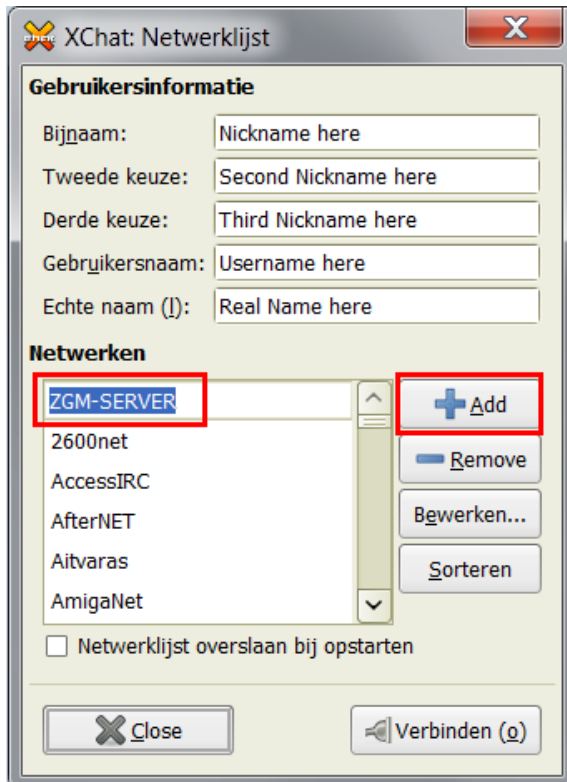 XChat: Netwerklijst
Gebruikersinformatie
Bijnaam: Nickname here
Tweede keuze: Second Nickname here
Derde keuze: Third Nickname here
Gebruikersnaam: Username here
Echte naam (I): Real Name here
Netwerken
ZGM-SERVER
Add
2600net
Remove
AccessIRC
AfterNET
Bewerken...
Aitvaras
Sorteren
AmigaNet
Netwerklijst overslaan bij opstarten
Close
Verbinden (o)